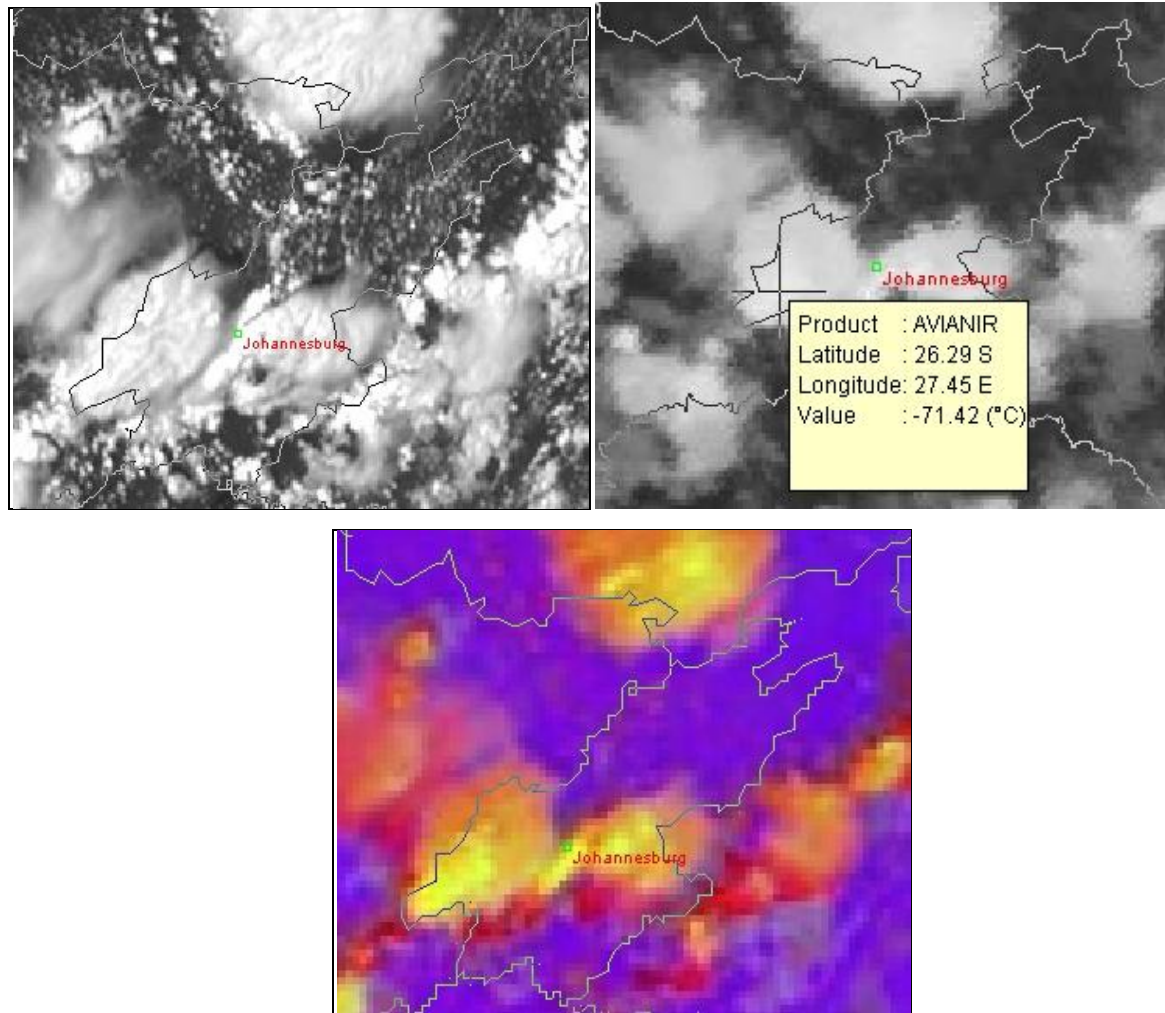 Johannesburg
Johannesburg
Product : AVIANIR
Latitude : 26.29 S
Longitude: 27.45 E
Value : -71.42 (°C)
Johannesburg